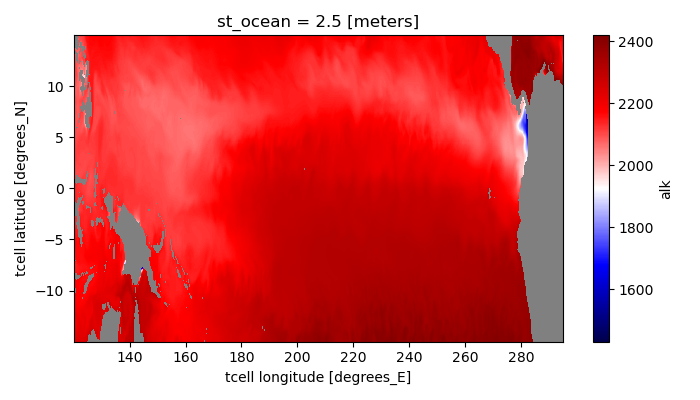 st_ocean = 2.5 [meters]
tcell latitude [degrees_N]
10
5
0
−5
−10
140 160 180 200 220 240 260 280
tcell longitude [degrees_E]
2400
2200
2000
1800
1600
alk